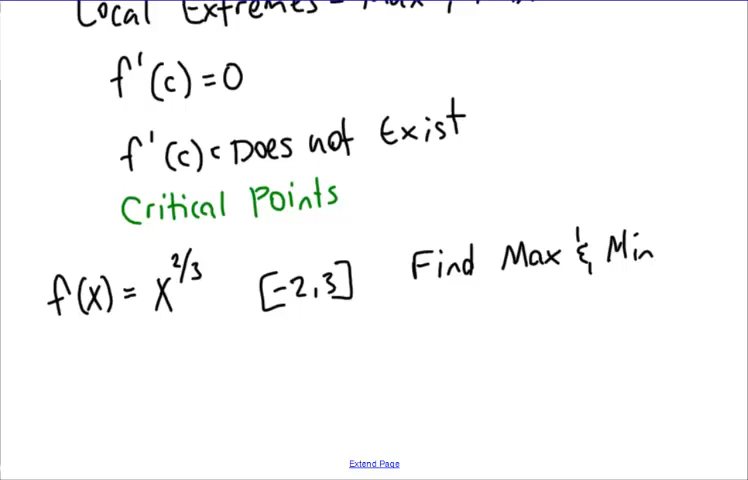 Local Extremes -
f'(c) = 0
f'(c) = Does not Exist
Critical Points
f(x) = x^2/3 [-2,3] Find Max & Min
Extend Page